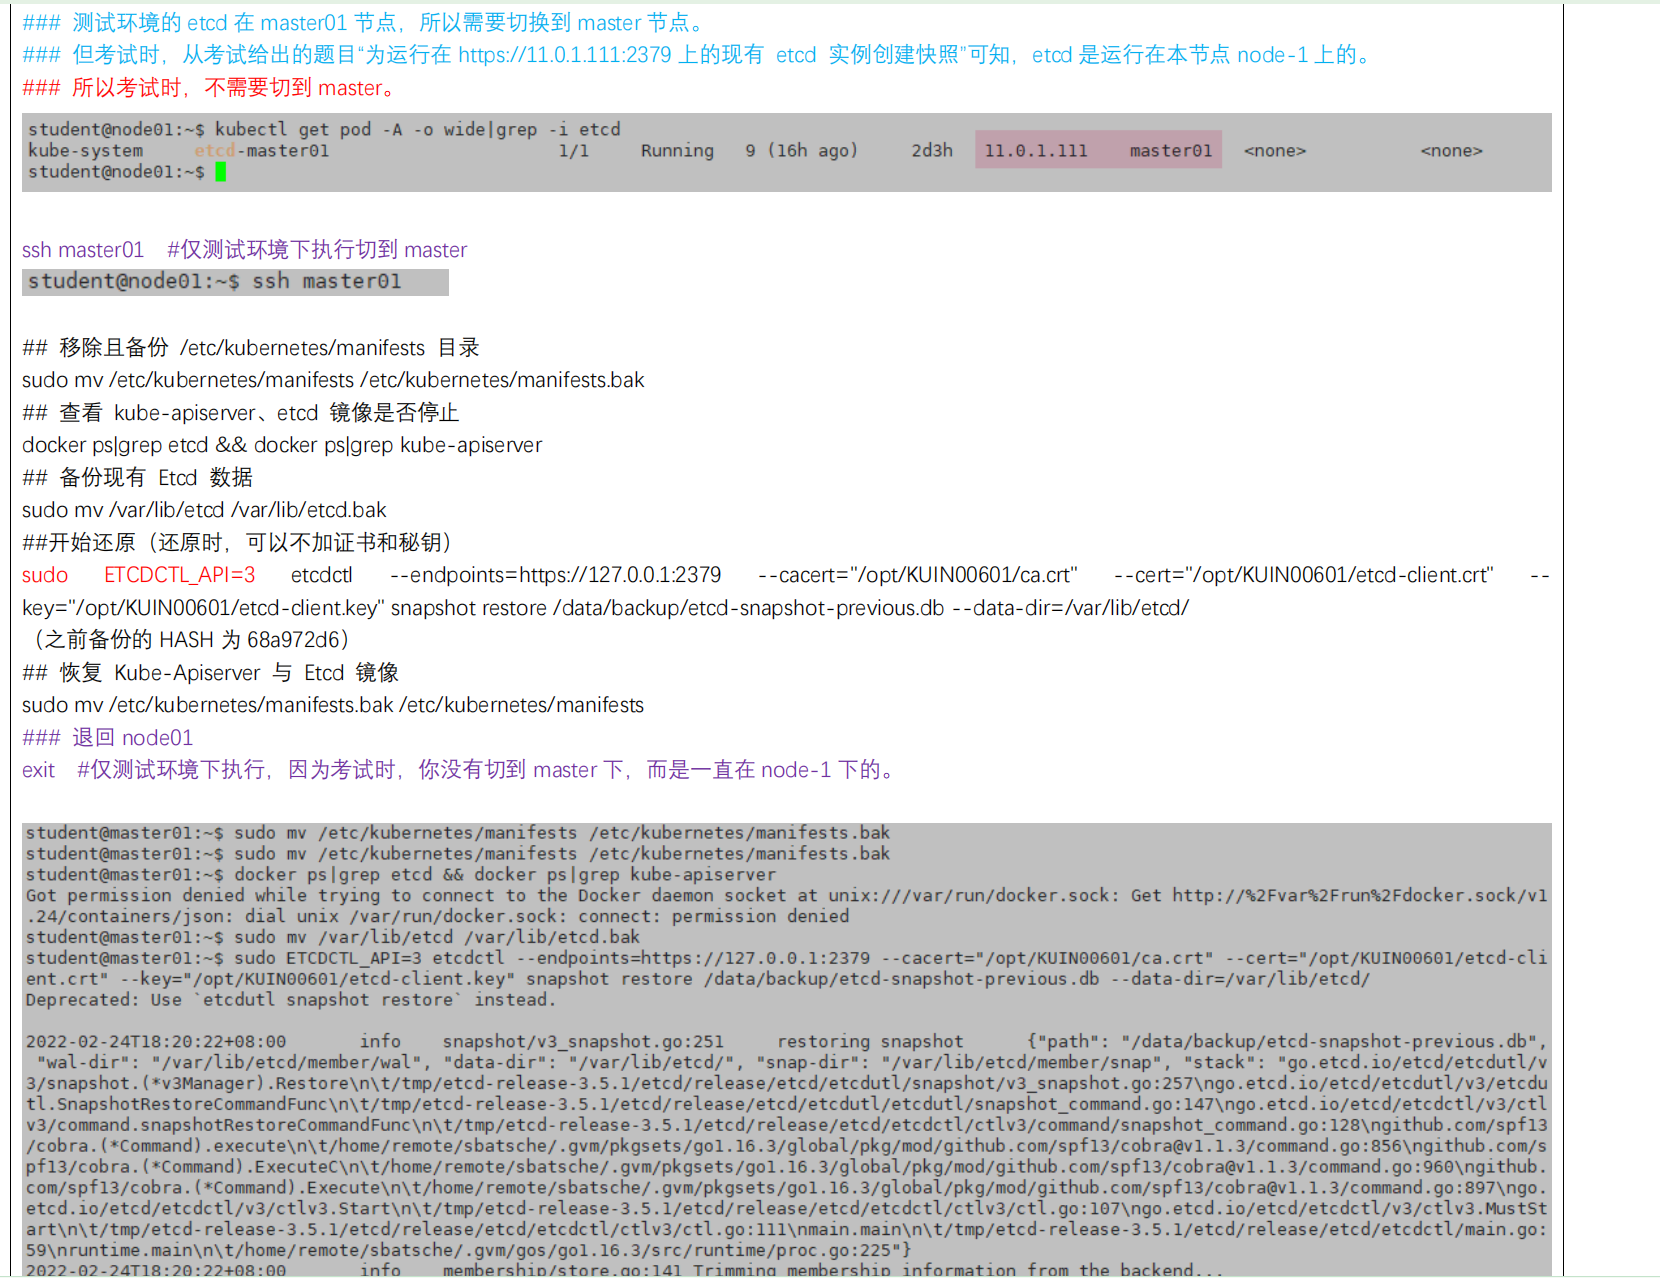 ### 测试环境的 etcd 在 master01 节点，所以需要切换到 master 节点。
### 但考试时，从考试给出的题目“为运行在 https://11.0.1.111:2379 上的现有 etcd 实例创建快照”可知，etcd 是运行在本节点 node-1 上的。
### 所以考试时，不需要切到 master。
student@node01:~$ kubectl get pod -A -o wide|grep -i etcd
kube-system     etcd-master01                      1/1     Running   9 (16h ago)     2d3h   11.0.1.111    master01   <none>           <none>
student@node01:~$
ssh master01    #仅测试环境下执行切到 master
student@node01:~$ ssh master01
## 移除且备份 /etc/kubernetes/manifests 目录
sudo mv /etc/kubernetes/manifests /etc/kubernetes/manifests.bak
## 查看 kube-apiserver、etcd 镜像是否停止
docker ps|grep etcd && docker ps|grep kube-apiserver
## 备份现有 Etcd 数据
sudo mv /var/lib/etcd /var/lib/etcd.bak
##开始还原（还原时，可以不加证书和秘钥）
sudo ETCDCTL_API=3 etcdctl --endpoints=https://127.0.0.1:2379 --cacert="/opt/KUIN00601/ca.crt" --cert="/opt/KUIN00601/etcd-client.crt" --
key="/opt/KUIN00601/etcd-client.key" snapshot restore /data/backup/etcd-snapshot-previous.db --data-dir=/var/lib/etcd/
（之前备份的 HASH 为 68a972d6）
## 恢复 Kube-Apiserver 与 Etcd 镜像
sudo mv /etc/kubernetes/manifests.bak /etc/kubernetes/manifests
### 退回 node01
exit    #仅测试环境下执行，因为考试时，你没有切到 master 下，而是一直在 node-1 下的。
student@master01:~$ sudo mv /etc/kubernetes/manifests /etc/kubernetes/manifests.bak
student@master01:~$ sudo mv /etc/kubernetes/manifests /etc/kubernetes/manifests.bak
student@master01:~$ docker ps|grep etcd && docker ps|grep kube-apiserver
Got permission denied while trying to connect to the Docker daemon socket at unix:///var/run/docker.sock: Get http://%2Fvar%2Frun%2Fdocker.sock/v1
.24/containers/json: dial unix /var/run/docker.sock: connect: permission denied
student@master01:~$ sudo mv /var/lib/etcd /var/lib/etcd.bak
student@master01:~$ sudo ETCDCTL_API=3 etcdctl --endpoints=https://127.0.0.1:2379 --cacert="/opt/KUIN00601/ca.crt" --cert="/opt/KUIN00601/etcd-cli
ent.crt" --key="/opt/KUIN00601/etcd-client.key" snapshot restore /data/backup/etcd-snapshot-previous.db --data-dir=/var/lib/etcd/
Deprecated: Use `etcdutl snapshot restore` instead.
2022-02-24T18:20:22+08:00       info    snapshot/v3_snapshot.go:251     restoring snapshot      {"path": "/data/backup/etcd-snapshot-previous.db",
 "wal-dir": "/var/lib/etcd/member/wal", "data-dir": "/var/lib/etcd/", "snap-dir": "/var/lib/etcd/member/snap", "stack": "go.etcd.io/etcd/etcdutl/v
3/snapshot.(*v3Manager).Restore\n\t/tmp/etcd-release-3.5.1/etcd/release/etcd/etcdutl/snapshot/v3_snapshot.go:257\ngo.etcd.io/etcd/etcdutl/v3/etcdu
tl.SnapshotRestoreCommandFunc\n\t/tmp/etcd-release-3.5.1/etcd/release/etcd/etcdutl/etcdutl/snapshot_command.go:147\ngo.etcd.io/etcd/etcdctl/v3/ctl
v3/command.snapshotRestoreCommandFunc\n\t/tmp/etcd-release-3.5.1/etcd/release/etcd/etcdctl/ctlv3/command/snapshot_command.go:128\ngithub.com/spf13
/cobra.(*Command).execute\n\t/home/remote/sbatsche/.gvm/pkgsets/go1.16.3/global/pkg/mod/github.com/spf13/cobra@v1.1.3/command.go:856\ngithub.com/s
pf13/cobra.(*Command).ExecuteC\n\t/home/remote/sbatsche/.gvm/pkgsets/go1.16.3/global/pkg/mod/github.com/spf13/cobra@v1.1.3/command.go:960\ngithub.
com/spf13/cobra.(*Command).Execute\n\t/home/remote/sbatsche/.gvm/pkgsets/go1.16.3/global/pkg/mod/github.com/spf13/cobra@v1.1.3/command.go:897\ngo.
etcd.io/etcd/etcdctl/v3/ctlv3.Start\n\t/tmp/etcd-release-3.5.1/etcd/release/etcd/etcdctl/ctlv3/ctl.go:107\ngo.etcd.io/etcd/etcdctl/v3/ctlv3.MustSt
art\n\t/tmp/etcd-release-3.5.1/etcd/release/etcd/etcdctl/ctlv3/ctl.go:111\nmain.main\n\t/tmp/etcd-release-3.5.1/etcd/release/etcd/etcdctl/main.go:
59\nruntime.main\n\t/home/remote/sbatsche/.gvm/gos/go1.16.3/src/runtime/proc.go:225"}
2022-02-24T18:20:22+08:00       info    membership/store.go:141 Trimming membership information from the backend...